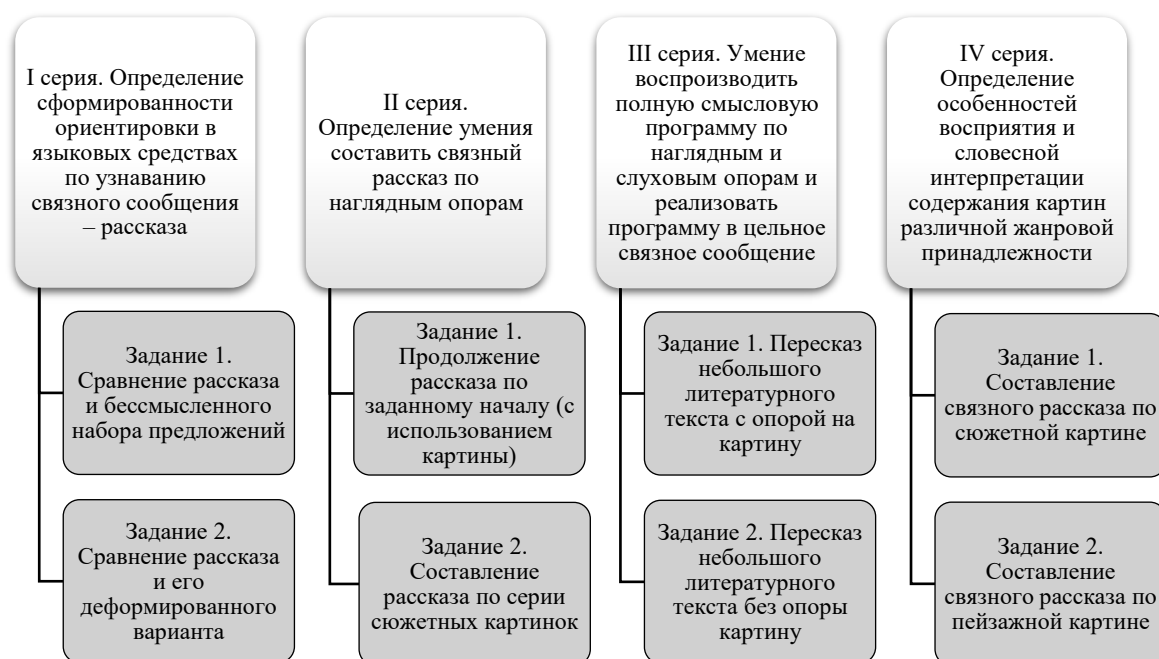 I серия. Определение
сформированности
ориентировки в
языковых средствах
по узнаванию
связного сообщения
– рассказа
Задание 1.
Сравнение рассказа
и бессмысленного
набора предложений
Задание 2.
Сравнение рассказа
и его
деформированного
варианта
II серия.
Определение умения
составить связный
рассказ по
наглядным опорам
Задание 1.
Продолжение
рассказа по
заданному началу (с
использованием
картины)
Задание 2.
Составление
рассказа по серии
сюжетных картинок
III серия. Умение
воспроизводить
полную смысловую
программу по
наглядным и
слуховым опорам и
реализовать
программу в цельное
связное сообщение
Задание 1. Пересказ
небольшого
литературного
текста с опорой на
картину
Задание 2. Пересказ
небольшого
литературного
текста без опоры
картину
IV серия.
Определение
особенностей
восприятия и
словесной
интерпретации
содержания картин
различной жанровой
принадлежности
Задание 1.
Составление
связного рассказа по
сюжетной картине
Задание 2.
Составление
связного рассказа по
пейзажной картине